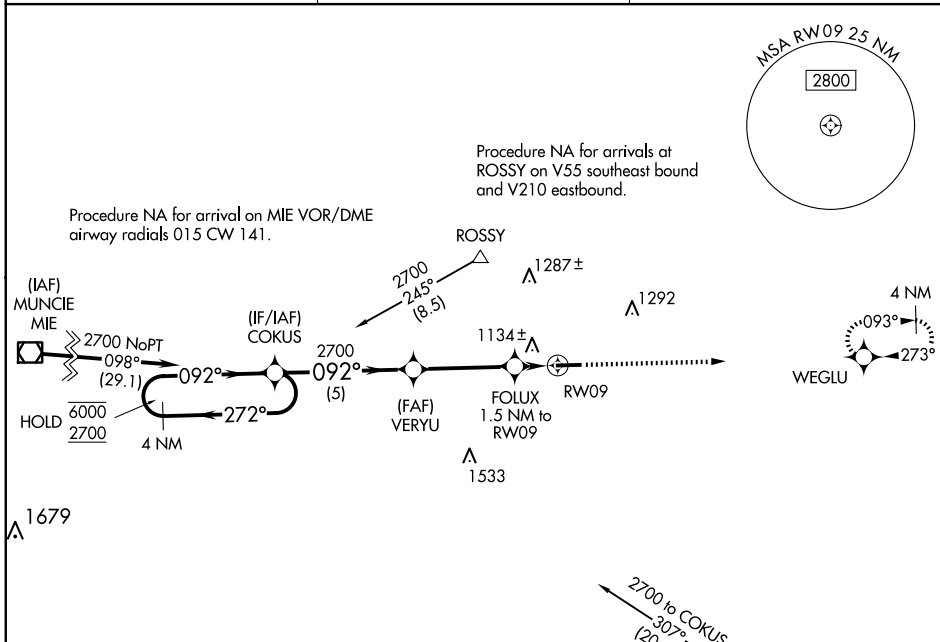 MSA RW09 25 NM
2800
Procedure NA for arrivals at
ROSSY on V55 southeast bound
and V210 eastbound.
Procedure NA for arrival on MIE VOR/DME
airway radials 015 CW 141.
ROSSY
2700
245°
(8.5)
1287±
1292
(IAF)
MUNCIE
MIE
2700 NoPT
098°
(29.1)
(IF/IAF)
COKUS
2700
092°
(5)
1134±
4 NM
093°
273°
WEGLU
092°
272°
HOLD
6000
2700
4 NM
(FAF)
VERYU
FOLUX
1.5 NM to
RW09
RW09
1533
1679
2700 to COKUS
307°
(20